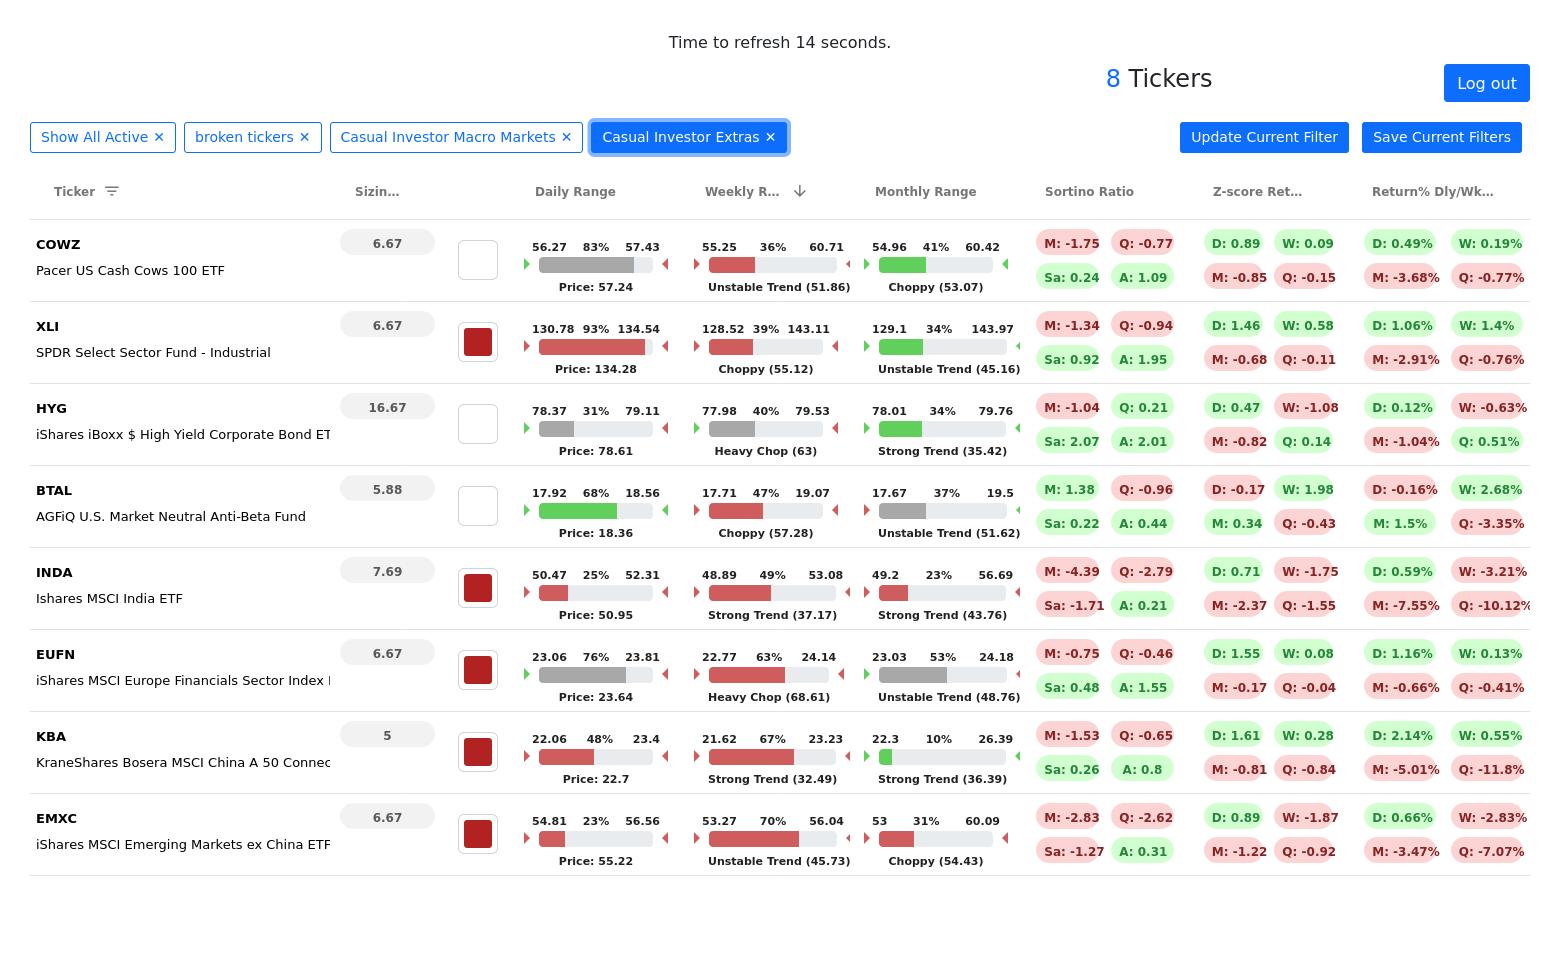 Time to refresh 14 seconds.
8 Tickers
Log out
Show All Active ✕ broken tickers ✕ Casual Investor Macro Markets ✕ Casual Investor Extras ✕ Update Current Filter Save Current Filters
Ticker Sizin... Daily Range Weekly R... Monthly Range Sortino Ratio Z-score Ret... Return% Dly/Wk...
COWZ 6.67 56.27 83% 57.43 55.25 36% 60.71 54.96 41% 60.42 M: -1.75 Q: -0.77 D: 0.89 W: 0.09 D: 0.49% W: 0.19%
Pacer US Cash Cows 100 ETF Price: 57.24 Unstable Trend (51.86) Choppy (53.07) Sa: 0.24 A: 1.09 M: -0.85 Q: -0.15 M: -3.68% Q: -0.77%
XLI 6.67 130.78 93% 134.54 128.52 39% 143.11 129.1 34% 143.97 M: -1.34 Q: -0.94 D: 1.46 W: 0.58 D: 1.06% W: 1.4%
SPDR Select Sector Fund - Industrial Price: 134.28 Choppy (55.12) Unstable Trend (45.16) Sa: 0.92 A: 1.95 M: -0.68 Q: -0.11 M: -2.91% Q: -0.76%
HYG 16.67 78.37 31% 79.11 77.98 40% 79.53 78.01 34% 79.76 M: -1.04 Q: 0.21 D: 0.47 W: -1.08 D: 0.12% W: -0.63%
iShares iBoxx $ High Yield Corporate Bond ET Price: 78.61 Heavy Chop (63) Strong Trend (35.42) Sa: 2.07 A: 2.01 M: -0.82 Q: 0.14 M: -1.04% Q: 0.51%
BTAL 5.88 17.92 68% 18.56 17.71 47% 19.07 17.67 37% 19.5 M: 1.38 Q: -0.96 D: -0.17 W: 1.98 D: -0.16% W: 2.68%
AGFiQ U.S. Market Neutral Anti-Beta Fund Price: 18.36 Choppy (57.28) Unstable Trend (51.62) Sa: 0.22 A: 0.44 M: 0.34 Q: -0.43 M: 1.5% Q: -3.35%
INDA 7.69 50.47 25% 52.31 48.89 49% 53.08 49.2 23% 56.69 M: -4.39 Q: -2.79 D: 0.71 W: -1.75 D: 0.59% W: -3.21%
Ishares MSCI India ETF Price: 50.95 Strong Trend (37.17) Strong Trend (43.76) Sa: -1.71 A: 0.21 M: -2.37 Q: -1.55 M: -7.55% Q: -10.12%
EUFN 6.67 23.06 76% 23.81 22.77 63% 24.14 23.03 53% 24.18 M: -0.75 Q: -0.46 D: 1.55 W: 0.08 D: 1.16% W: 0.13%
iShares MSCI Europe Financials Sector Index Price: 23.64 Heavy Chop (68.61) Unstable Trend (48.76) Sa: 0.48 A: 1.55 M: -0.17 Q: -0.04 M: -0.66% Q: -0.41%
KBA 5 22.06 48% 23.4 21.62 67% 23.23 22.3 10% 26.39 M: -1.53 Q: -0.65 D: 1.61 W: 0.28 D: 2.14% W: 0.55%
KraneShares Bosera MSCI China A 50 Connec Price: 22.7 Strong Trend (32.49) Strong Trend (36.39) Sa: 0.26 A: 0.8 M: -0.81 Q: -0.84 M: -5.01% Q: -11.8%
EMXC 6.67 54.81 23% 56.56 53.27 70% 56.04 53 31% 60.09 M: -2.83 Q: -2.62 D: 0.89 W: -1.87 D: 0.66% W: -2.83%
iShares MSCI Emerging Markets ex China ETF Price: 55.22 Unstable Trend (45.73) Choppy (54.43) Sa: -1.27 A: 0.31 M: -1.22 Q: -0.92 M: -3.47% Q: -7.07%